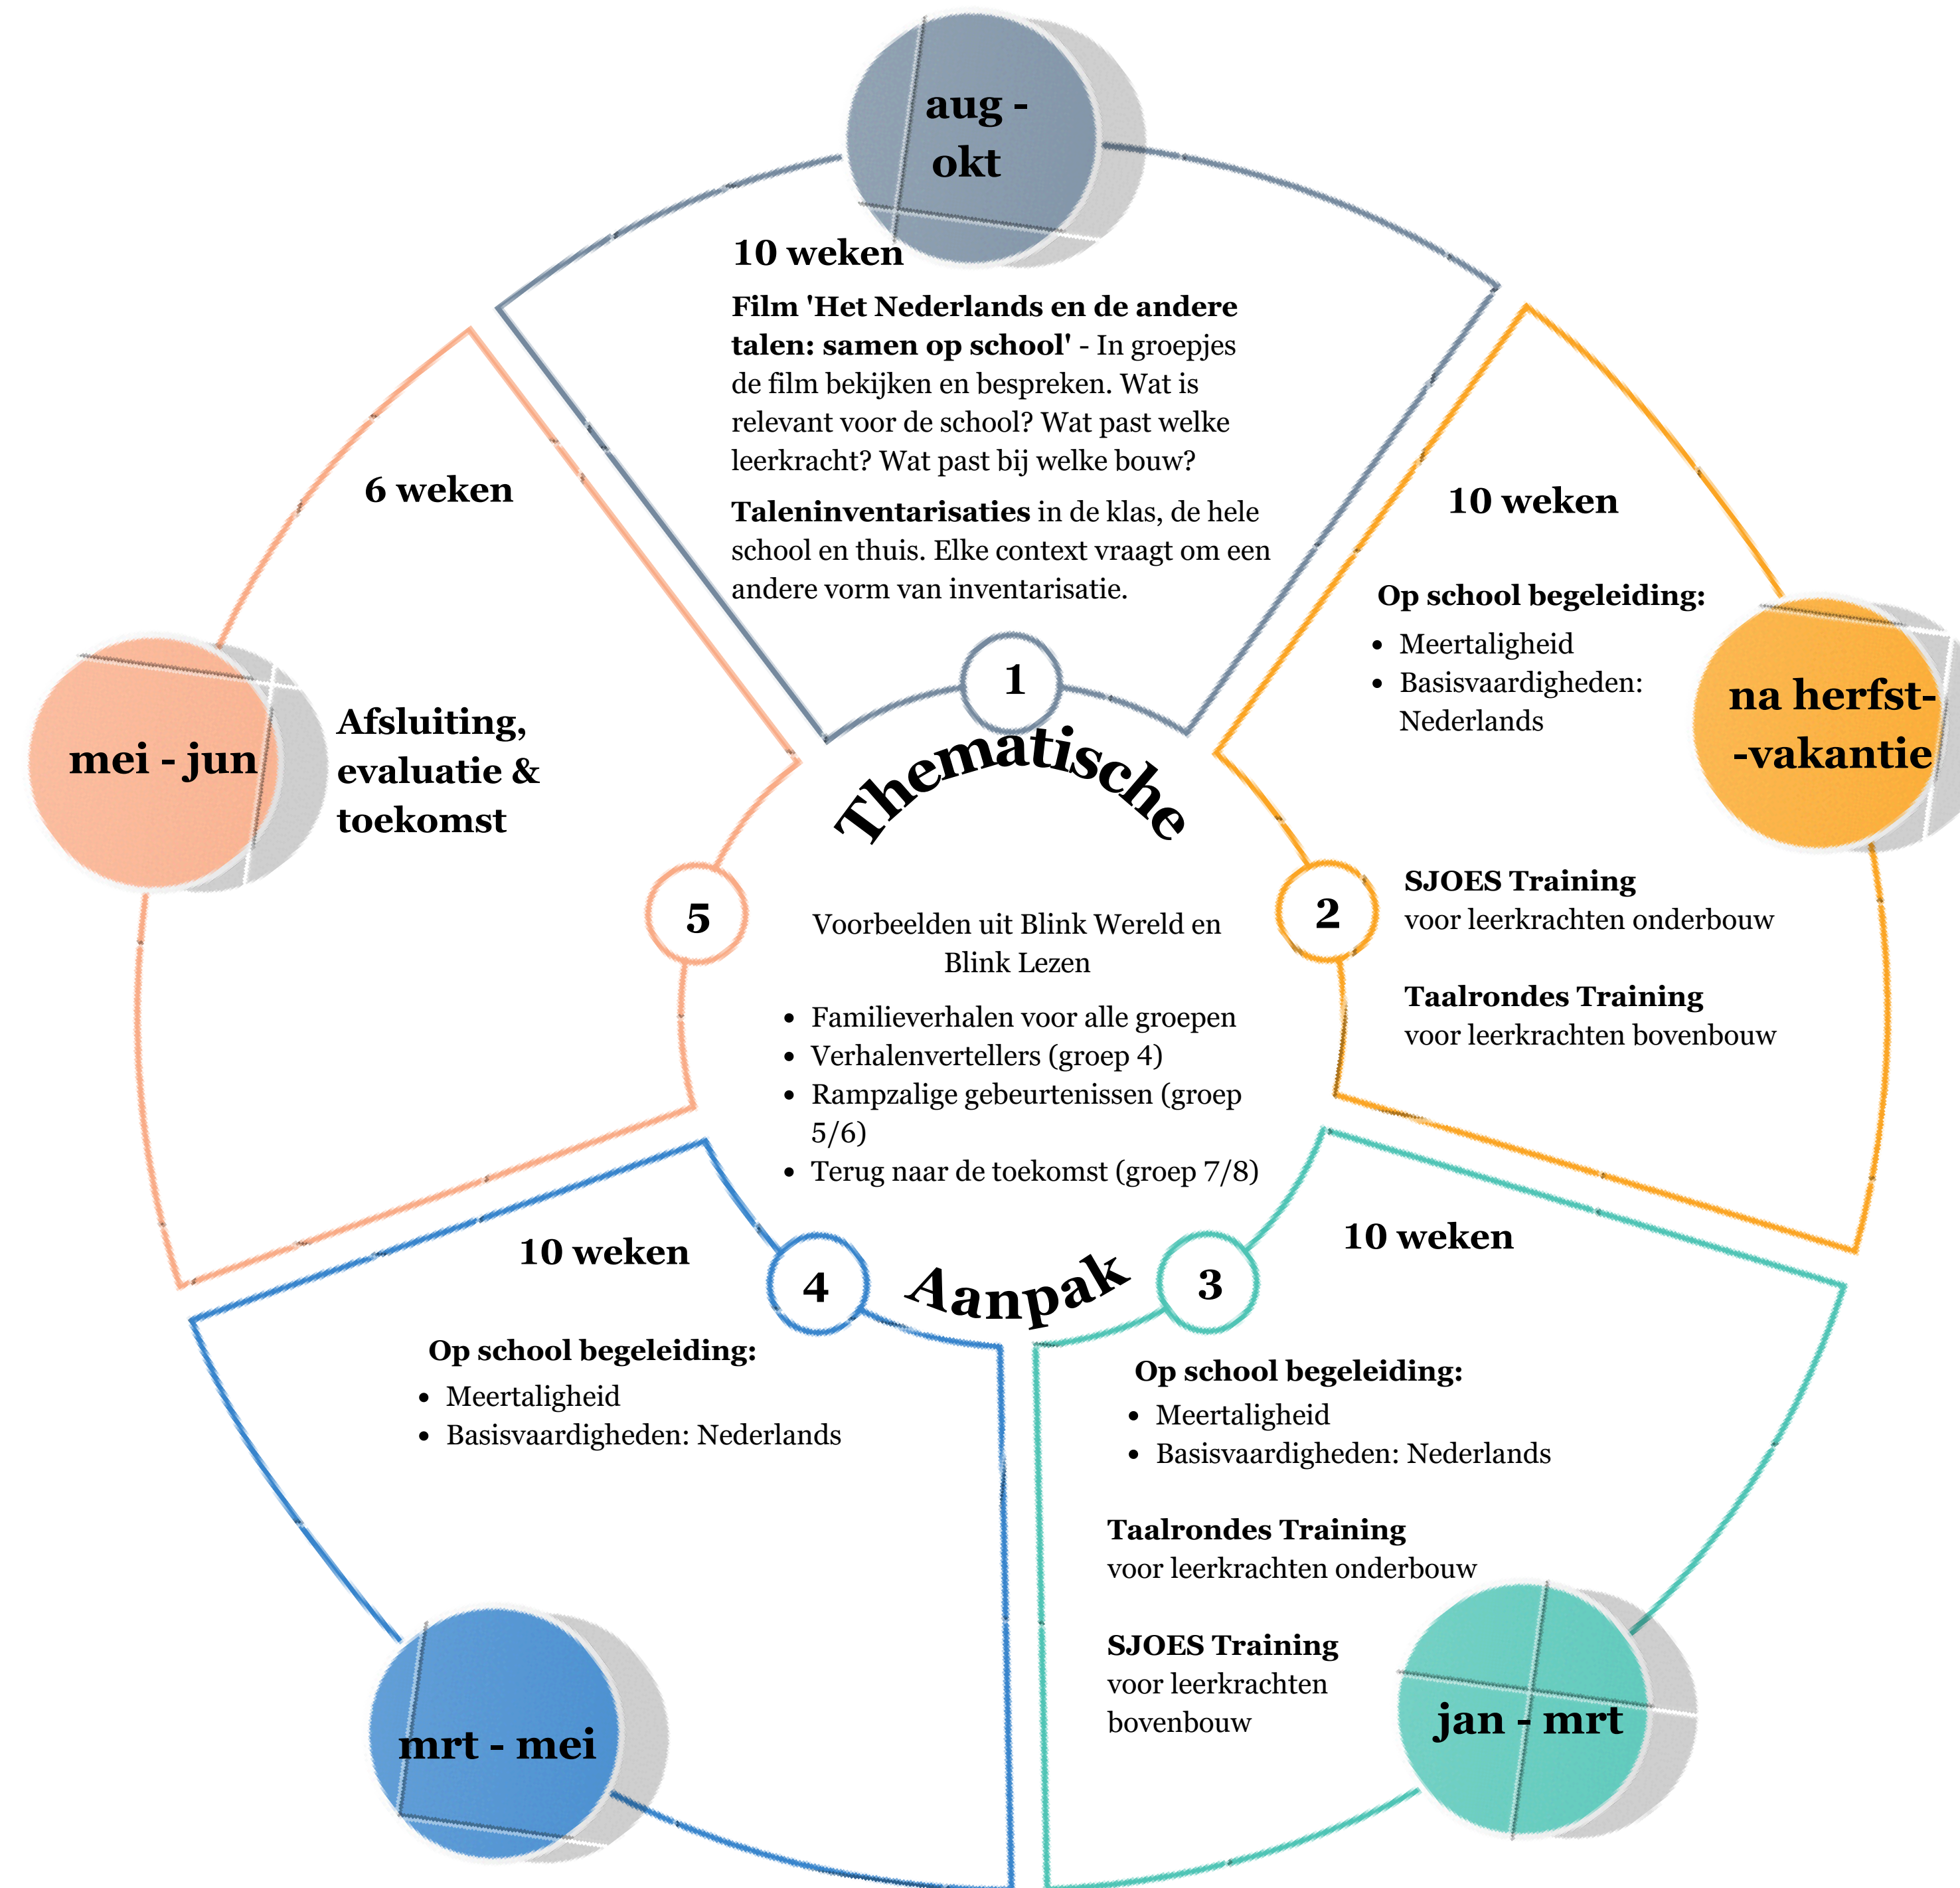 aug -
okt
10 weken
Film 'Het Nederlands en de andere
talen: samen op school' - In groepjes
de film bekijken en bespreken. Wat is
relevant voor de school? Wat past welke
leerkracht? Wat past bij welke bouw?
Taleninventarisaties in de klas, de hele
school en thuis. Elke context vraagt om een
andere vorm van inventarisatie.
1
10 weken
Op school begeleiding:
• Meertaligheid
• Basisvaardigheden:
Nederlands
na herfst-
-vakantie
2
SJOES Training
voor leerkrachten onderbouw
Taalrondes Training
voor leerkrachten bovenbouw
10 weken
3
Op school begeleiding:
• Meertaligheid
• Basisvaardigheden: Nederlands
Taalrondes Training
voor leerkrachten onderbouw
SJOES Training
voor leerkrachten
bovenbouw
jan - mrt
10 weken
4
Op school begeleiding:
• Meertaligheid
• Basisvaardigheden: Nederlands
mrt - mei
6 weken
mei - jun
Afsluiting,
evaluatie &
toekomst
5
Thematische
Voorbeelden uit Blink Wereld en
Blink Lezen
• Familieverhalen voor alle groepen
• Verhalenvertellers (groep 4)
• Rampzalige gebeurtenissen (groep
5/6)
• Terug naar de toekomst (groep 7/8)
Aanpak